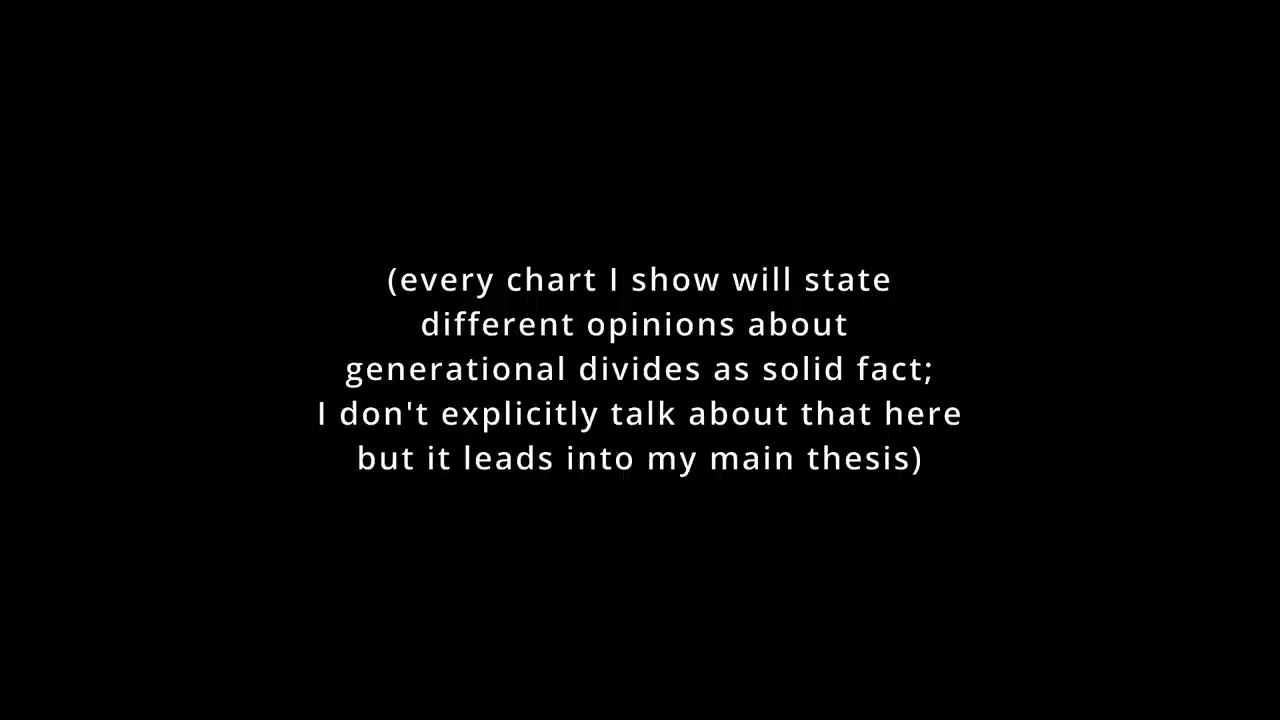 (every chart I show will state
different opinions about
generational divides as solid fact;
I don't explicitly talk about that here
but it leads into my main thesis)